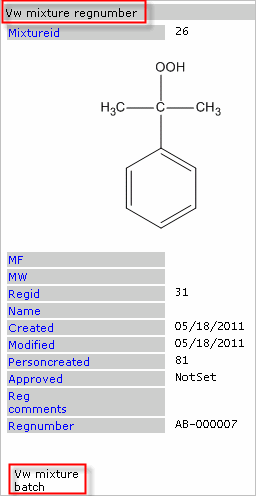 Vw mixture regnumber
Mixtureid 26
OOH
H₃C C CH₃
MF
MW
Regid 31
Name
Created 05/18/2011
Modified 05/18/2011
Personcreated 81
Approved NotSet
Reg
comments
Regnumber AB-000007
Vw mixture
batch